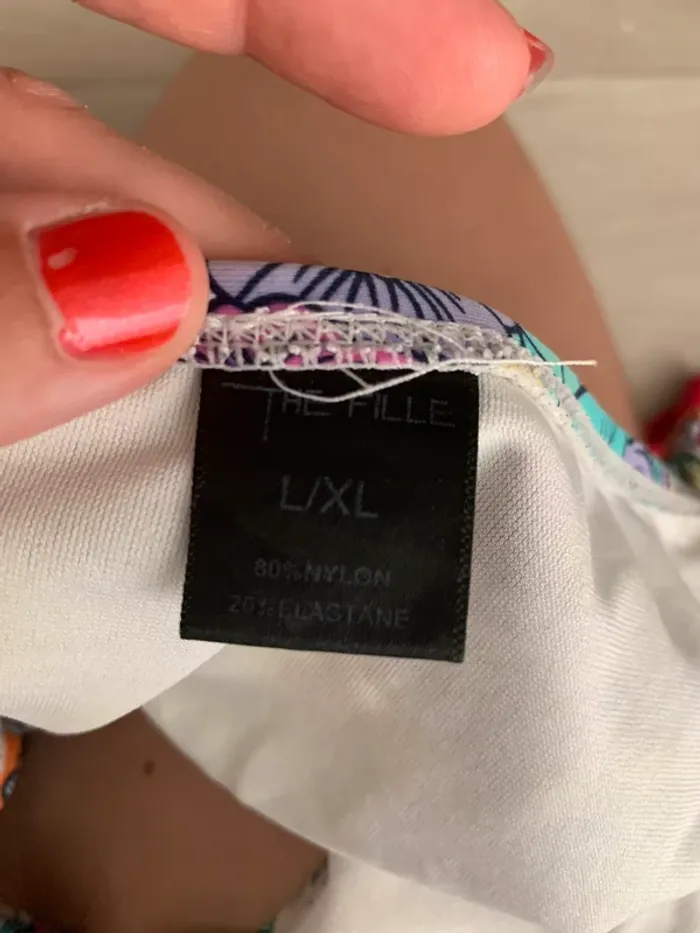 THE FILLE
L/XL
80% NYLON
20% ELASTANE